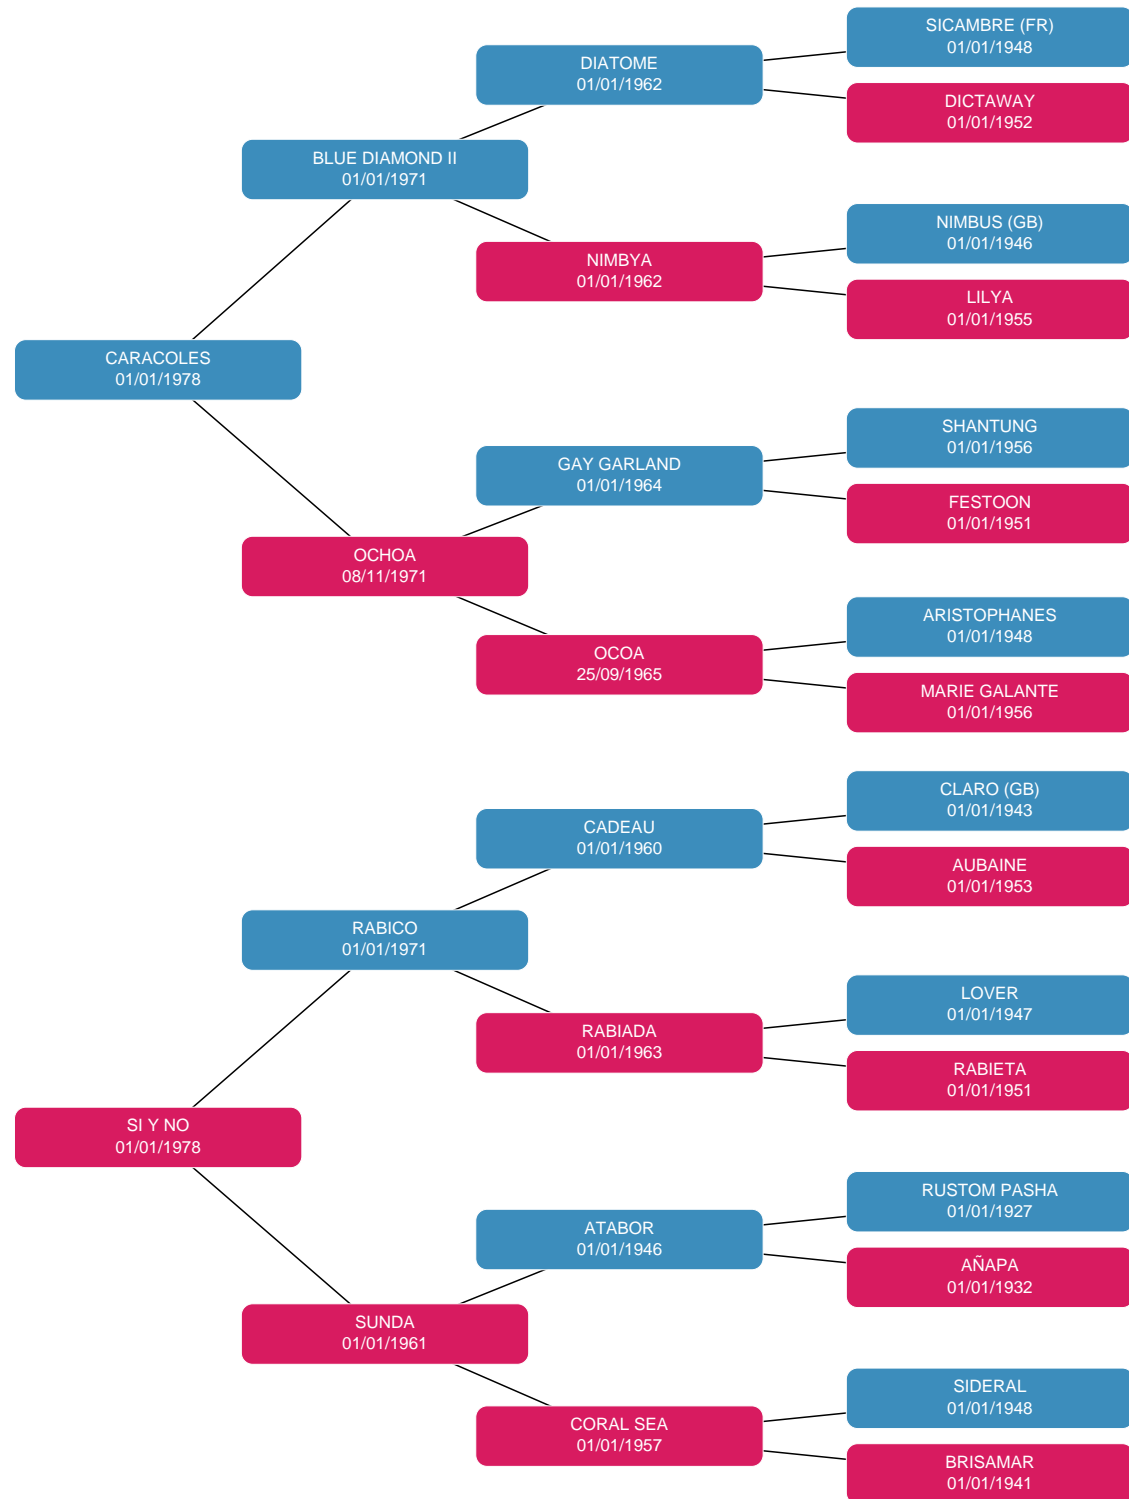 SICAMBRE (FR)
01/01/1948
DIATOME
01/01/1962
DICTAWAY
01/01/1952
BLUE DIAMOND II
01/01/1971
NIMBUS (GB)
01/01/1946
NIMBYA
01/01/1962
LILYA
01/01/1955
CARACOLES
01/01/1978
SHANTUNG
01/01/1956
GAY GARLAND
01/01/1964
FESTOON
01/01/1951
OCHOA
08/11/1971
ARISTOPHANES
01/01/1948
OCOA
25/09/1965
MARIE GALANTE
01/01/1956
CLARO (GB)
01/01/1943
CADEAU
01/01/1960
AUBAINE
01/01/1953
RABICO
01/01/1971
LOVER
01/01/1947
RABIADA
01/01/1963
RABIETA
01/01/1951
SI Y NO
01/01/1978
RUSTOM PASHA
01/01/1927
ATABOR
01/01/1946
AÑAPA
01/01/1932
SUNDA
01/01/1961
SIDERAL
01/01/1948
CORAL SEA
01/01/1957
BRISAMAR
01/01/1941